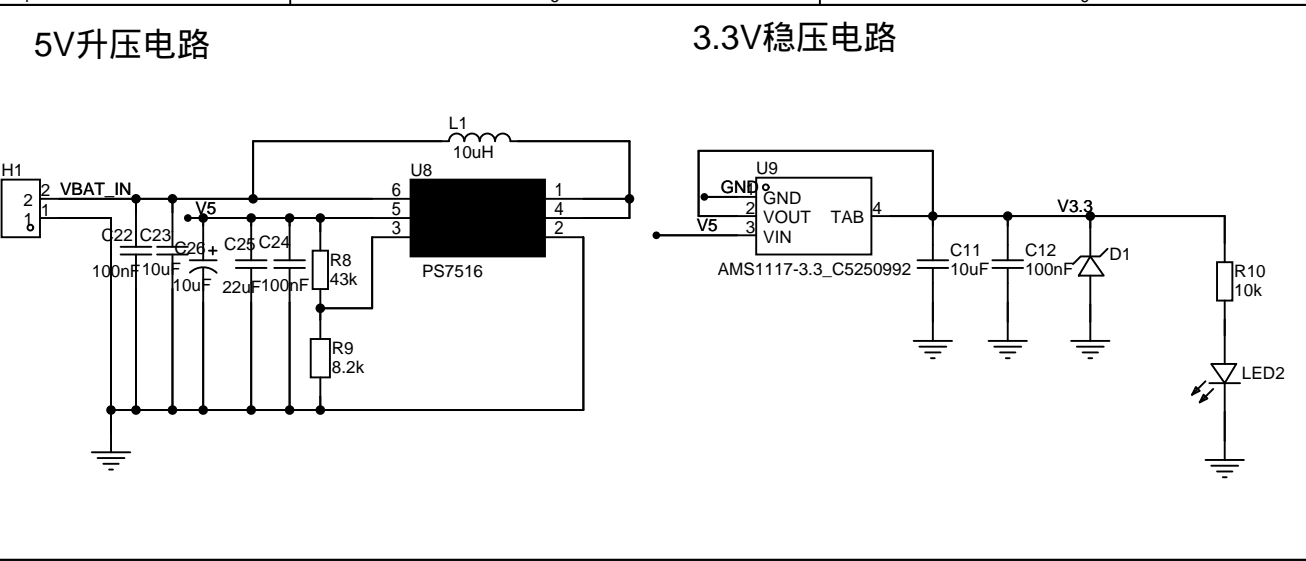 5V升压电路
3.3V稳压电路
L1
10uH
H1
2
1
2
1
VBAT_IN
V5
U8
6
5
3
1
4
2
PS7516
C22
100nF
C23
10uF
C26
+
10uF
C25
22uF
C24
100nF
R8
43k
R9
8.2k
U9
GND
1
2
3
V5
GND
VOUT
VIN
TAB
4
AMS1117-3.3_C5250992
V3.3
C11
10uF
C12
100nF
D1
R10
10k
LED2